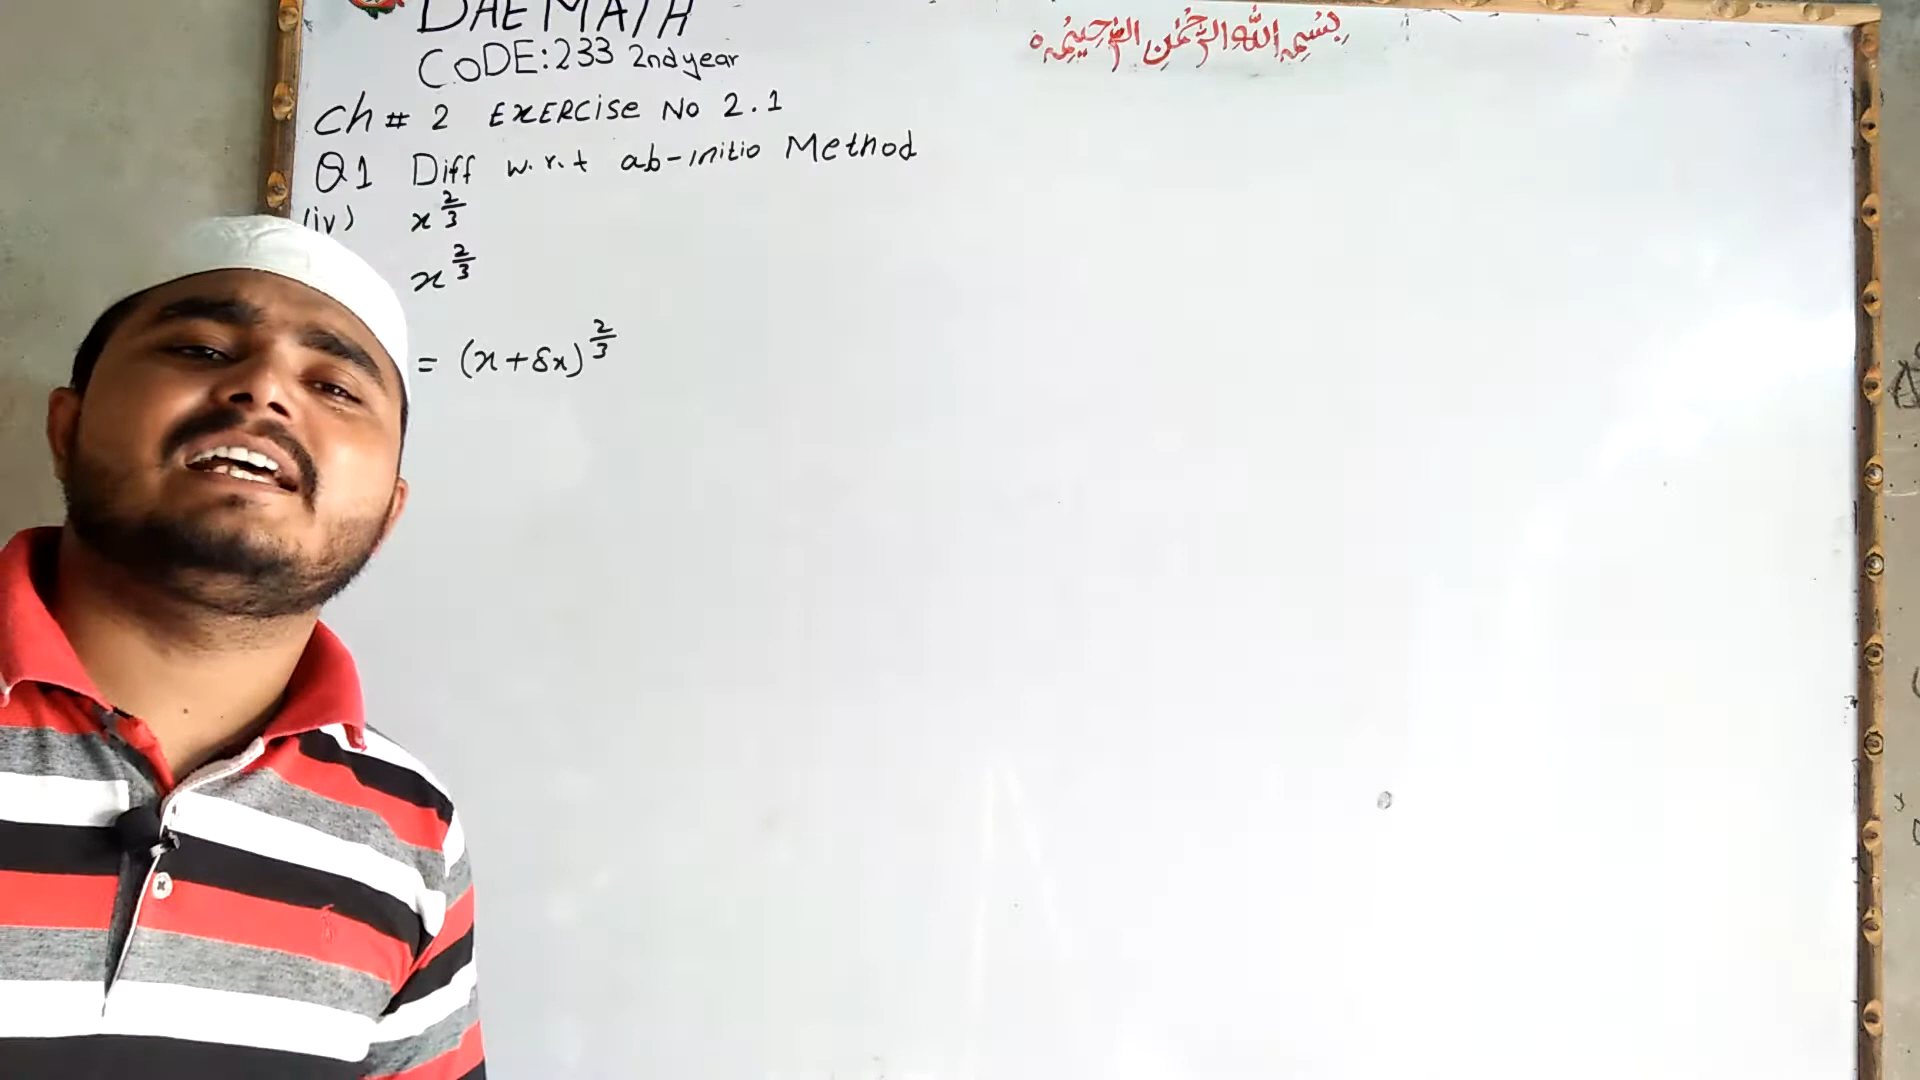 DAE MATH
CODE:233 2nd year
بِسْمِ اللهِ الرَّحْمٰنِ الرَّحِيْمِ
Ch # 2 EXERCISE No 2.1
Q1 Diff w.r.t ab-initio Method
(iv) x^{2/3}
x^{2/3}
= (x+δx)^{2/3}